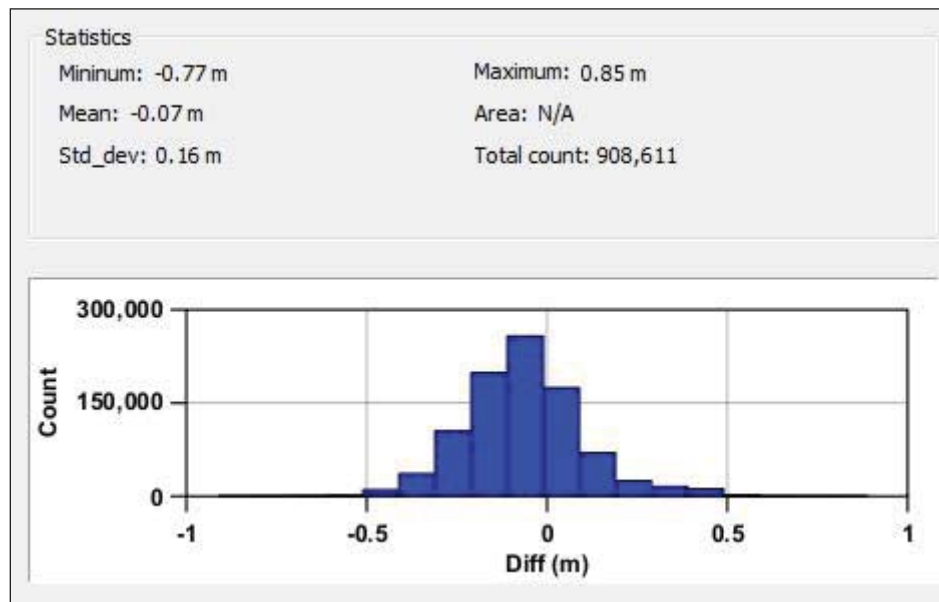 Statistics
Mininum: -0.77 m
Maximum: 0.85 m
Mean: -0.07 m
Area: N/A
Std_dev: 0.16 m
Total count: 908,611
300,000
150,000
0
Count
-1
-0.5
0
0.5
1
Diff (m)